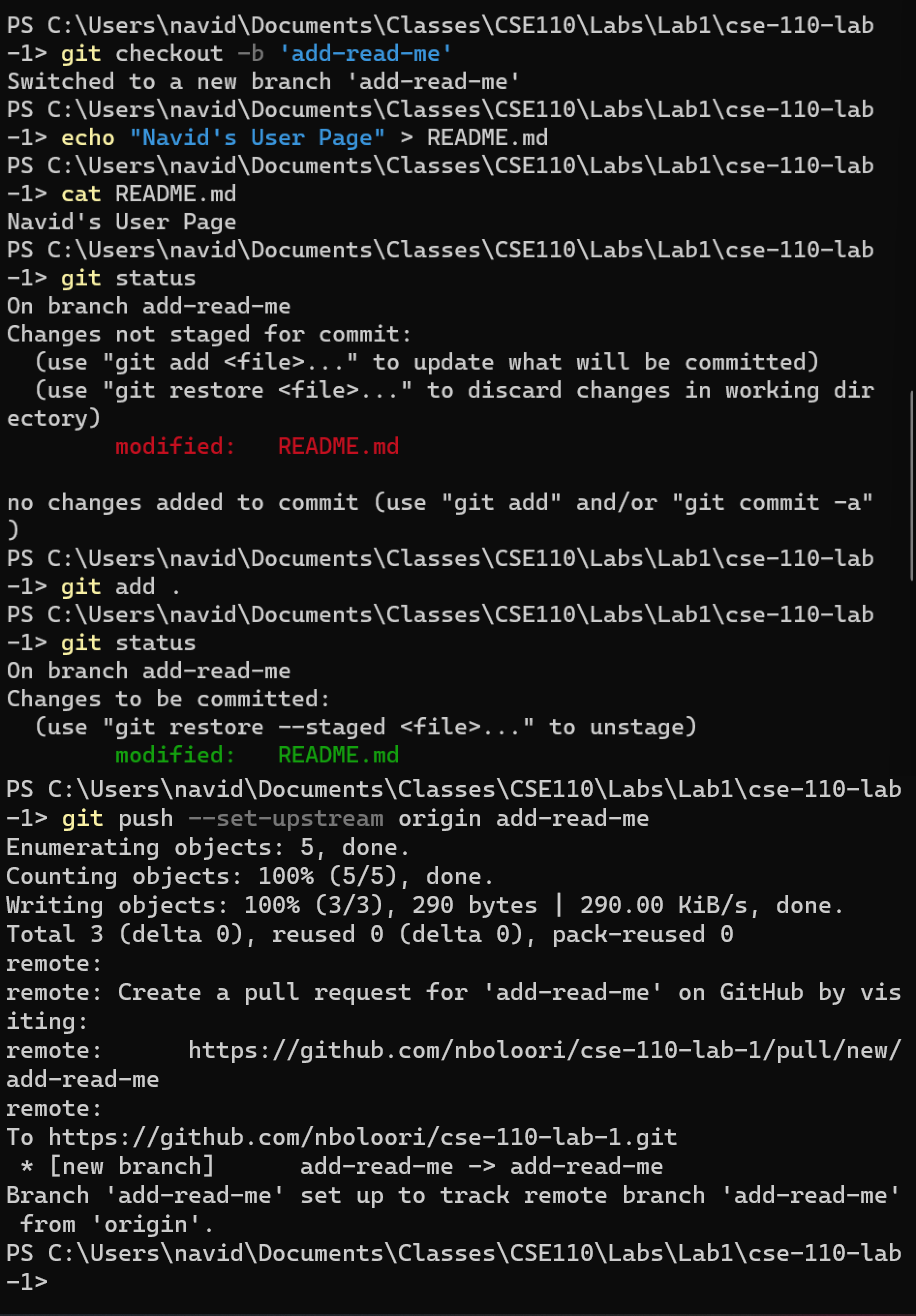 PS C:\Users\navid\Documents\Classes\CSE110\Labs\Lab1\cse-110-lab
-1> git checkout -b 'add-read-me'
Switched to a new branch 'add-read-me'
PS C:\Users\navid\Documents\Classes\CSE110\Labs\Lab1\cse-110-lab
-1> echo "Navid's User Page" > README.md
PS C:\Users\navid\Documents\Classes\CSE110\Labs\Lab1\cse-110-lab
-1> cat README.md
Navid's User Page
PS C:\Users\navid\Documents\Classes\CSE110\Labs\Lab1\cse-110-lab
-1> git status
On branch add-read-me
Changes not staged for commit:
  (use "git add <file>..." to update what will be committed)
  (use "git restore <file>..." to discard changes in working dir
ectory)
        modified:   README.md

no changes added to commit (use "git add" and/or "git commit -a"
)
PS C:\Users\navid\Documents\Classes\CSE110\Labs\Lab1\cse-110-lab
-1> git add .
PS C:\Users\navid\Documents\Classes\CSE110\Labs\Lab1\cse-110-lab
-1> git status
On branch add-read-me
Changes to be committed:
  (use "git restore --staged <file>..." to unstage)
        modified:   README.md
PS C:\Users\navid\Documents\Classes\CSE110\Labs\Lab1\cse-110-lab
-1> git push --set-upstream origin add-read-me
Enumerating objects: 5, done.
Counting objects: 100% (5/5), done.
Writing objects: 100% (3/3), 290 bytes | 290.00 KiB/s, done.
Total 3 (delta 0), reused 0 (delta 0), pack-reused 0
remote:
remote: Create a pull request for 'add-read-me' on GitHub by vis
iting:
remote:      https://github.com/nboloori/cse-110-lab-1/pull/new/
add-read-me
remote:
To https://github.com/nboloori/cse-110-lab-1.git
 * [new branch]      add-read-me -> add-read-me
Branch 'add-read-me' set up to track remote branch 'add-read-me'
 from 'origin'.
PS C:\Users\navid\Documents\Classes\CSE110\Labs\Lab1\cse-110-lab
-1>